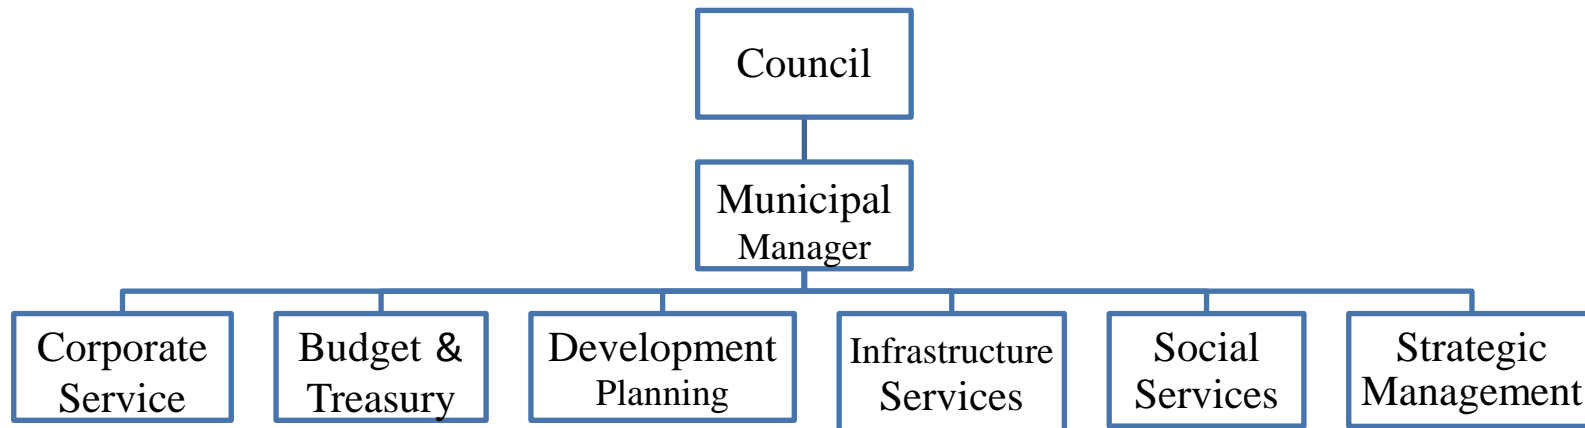 Council
Municipal
Manager
Corporate
Service
Budget &
Treasury
Development
Planning
Infrastructure
Services
Social
Services
Strategic
Management